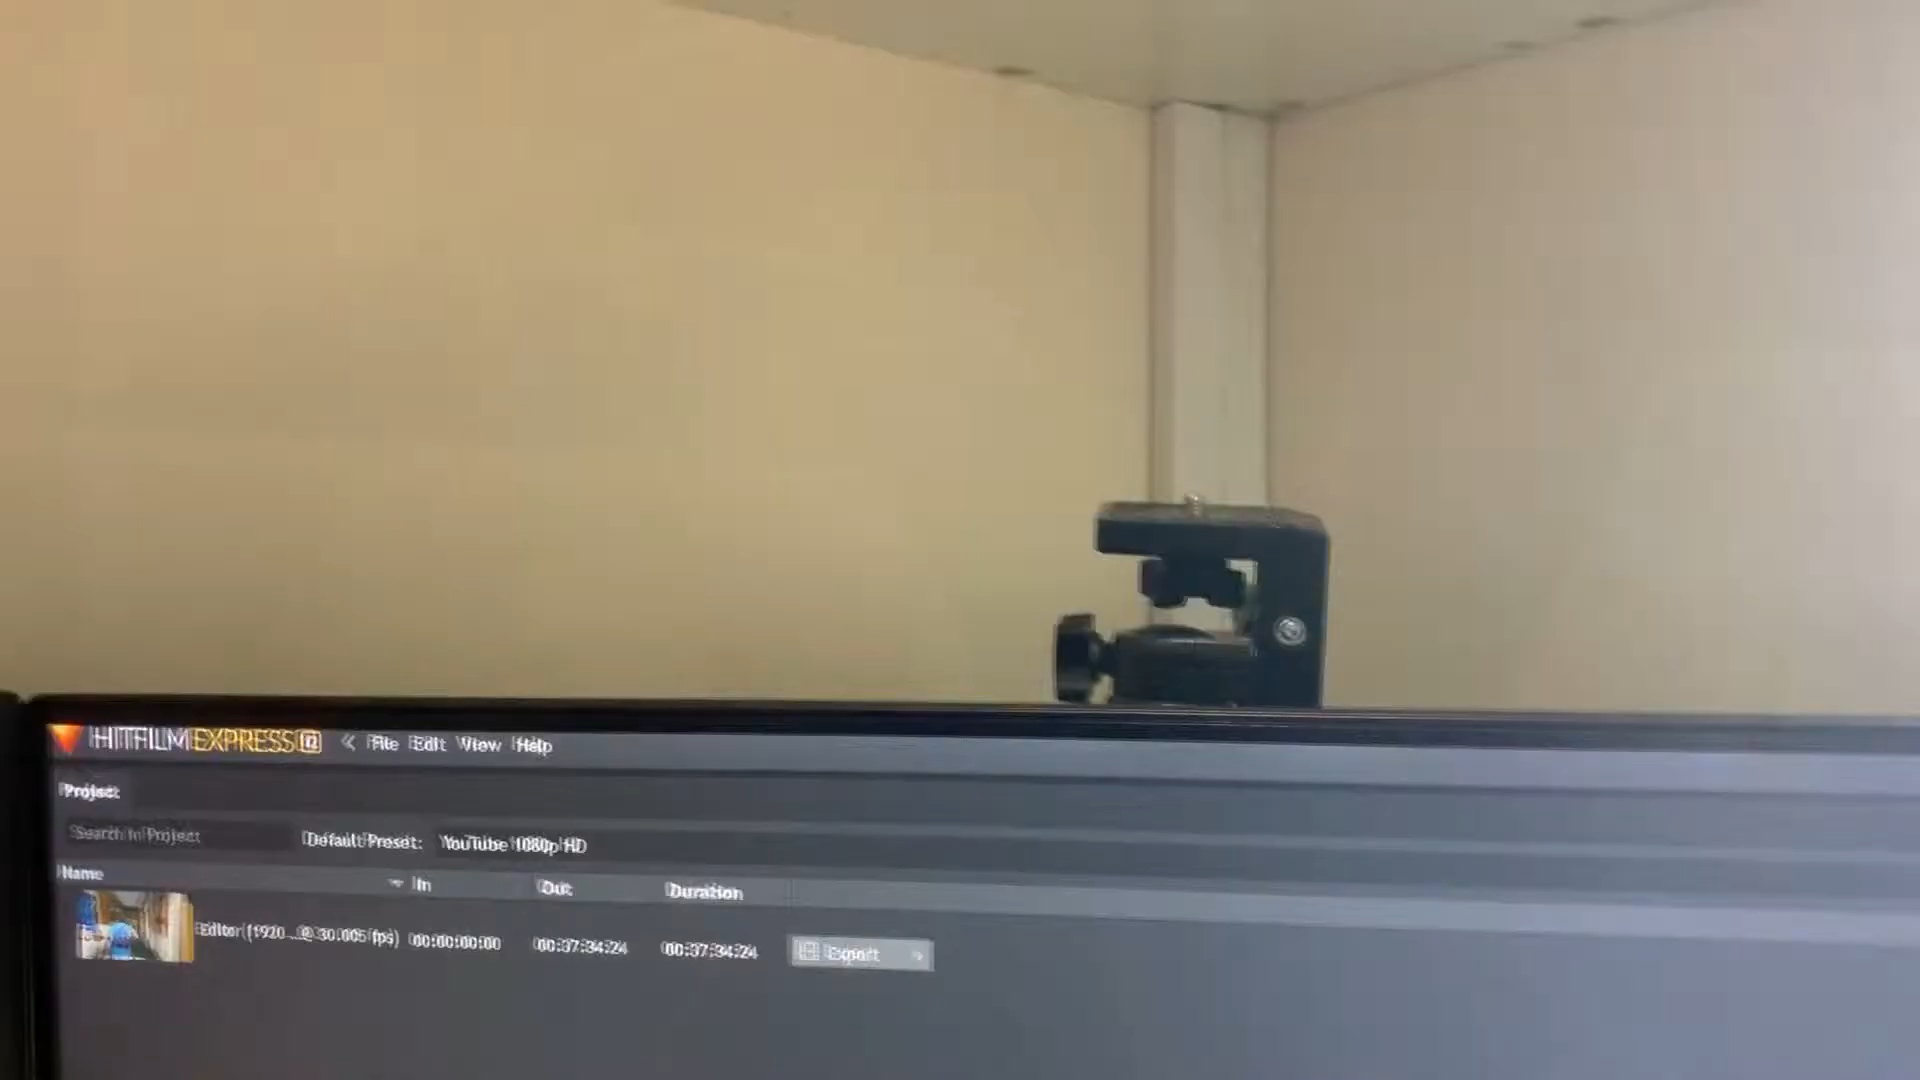 HITFILM EXPRESS 12 File Edit View Help
Project
Search in Project Default Preset: YouTube 1080p HD
Name In Out Duration
Editor (1920 ...@ 30.005 fps) 00:00:00:00 00:37:34:24 00:37:34:24 Export